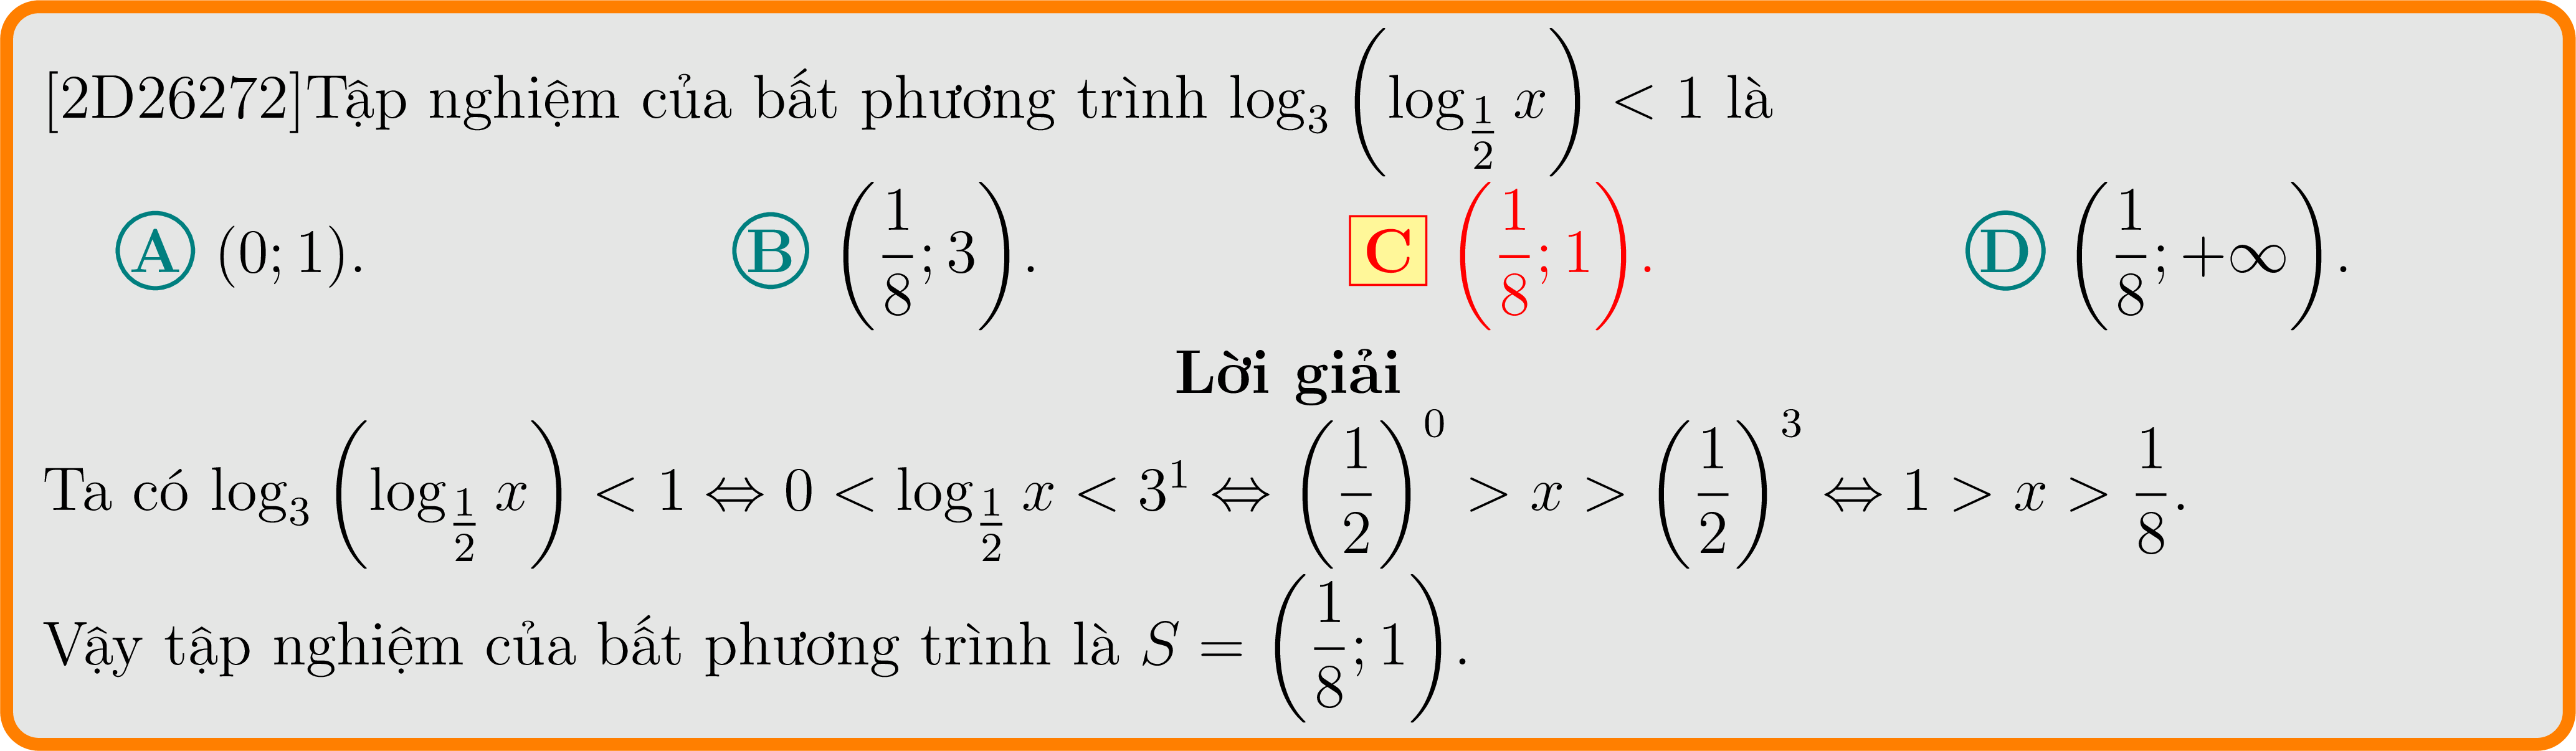 [2D26272]Tập nghiệm của bất phương trình $\log_3\left(\log_{\frac{1}{2}} x\right) < 1$ là
A $(0; 1)$. B $\left(\frac{1}{8}; 3\right)$. C $\left(\frac{1}{8}; 1\right)$. D $\left(\frac{1}{8}; +\infty\right)$.
Lời giải
Ta có $\log_3\left(\log_{\frac{1}{2}} x\right) < 1 \Leftrightarrow 0 < \log_{\frac{1}{2}} x < 3^1 \Leftrightarrow \left(\frac{1}{2}\right)^0 > x > \left(\frac{1}{2}\right)^3 \Leftrightarrow 1 > x > \frac{1}{8}$.
Vậy tập nghiệm của bất phương trình là $S = \left(\frac{1}{8}; 1\right)$.